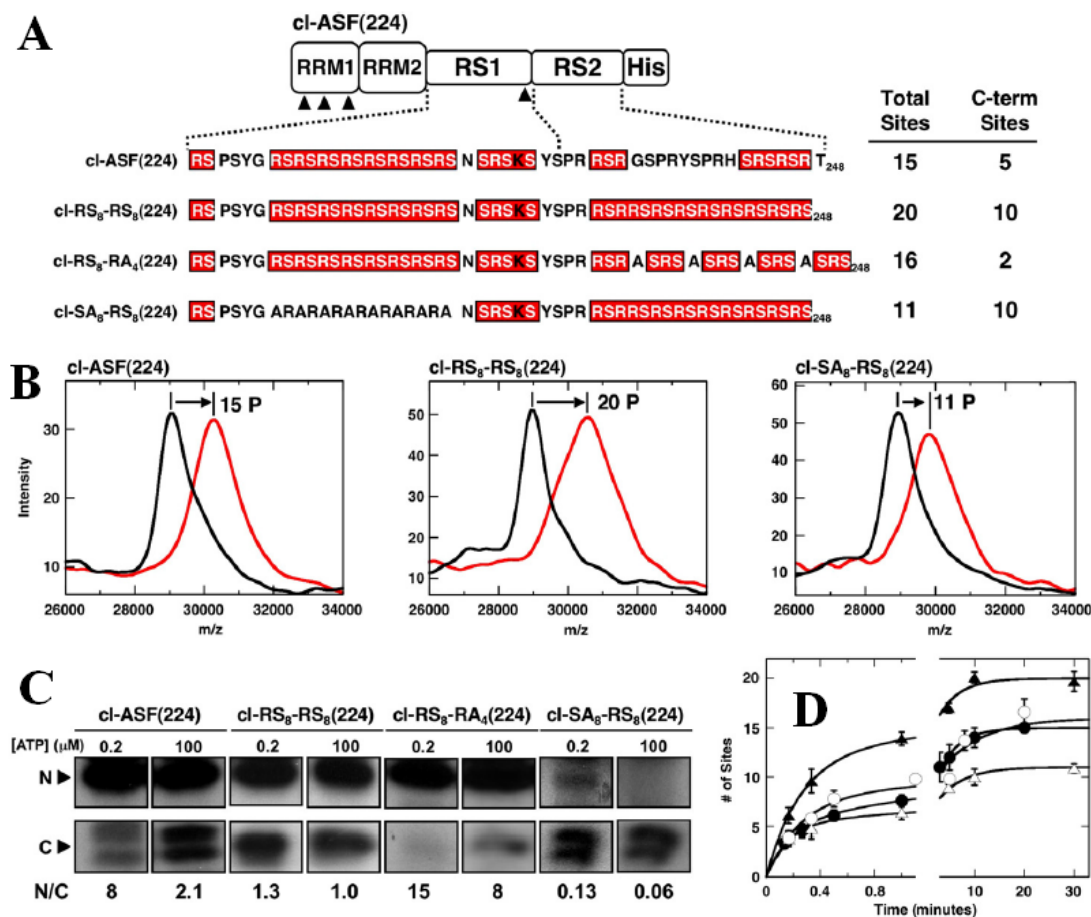 A
cl-ASF(224)
RRM1 RRM2 RS1 RS2 His
Total Sites C-term Sites
cl-ASF(224) RS PSYG RSRSRSRSRSRSRSRS N SRSKS YSPR RSR GSPRYSPRH SRSRSR T248 15 5
cl-RS8-RS8(224) RS PSYG RSRSRSRSRSRSRSRS N SRSKS YSPR RSRRSRSRSRSRSRSRS 248 20 10
cl-RS8-RA4(224) RS PSYG RSRSRSRSRSRSRSRS N SRSKS YSPR RSR A SRS A SRS A SRS A SRS 248 16 2
cl-SA8-RS8(224) RS PSYG ARARARARARARARA N SRSKS YSPR RSRRSRSRSRSRSRSRS 248 11 10
B
cl-ASF(224) cl-RS8-RS8(224) cl-SA8-RS8(224)
15 P 20 P 11 P
Intensity
30
20
10
50
40
30
20
10
60
50
40
30
20
10
26000 28000 30000 32000 34000
m/z
26000 28000 30000 32000 34000
m/z
26000 28000 30000 32000 34000
m/z
C
cl-ASF(224) cl-RS8-RS8(224) cl-RS8-RA4(224) cl-SA8-RS8(224)
[ATP] (μM) 0.2 100 0.2 100 0.2 100 0.2 100
N
C
N/C 8 2.1 1.3 1.0 15 8 0.13 0.06
D
# of Sites
20
15
10
5
0
0 0.4 0.8 10 20 30
Time (minutes)